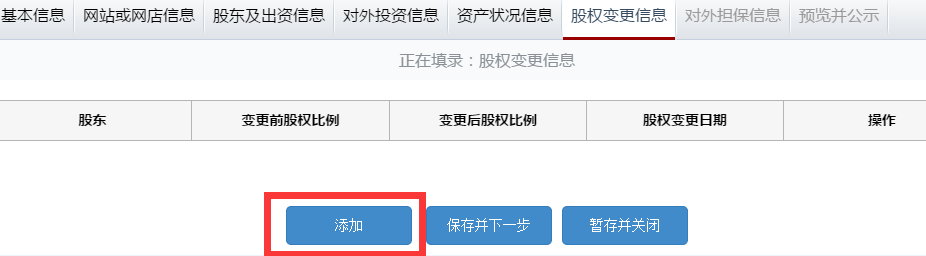 基本信息 网站或网店信息 股东及出资信息 对外投资信息 资产状况信息 股权变更信息 对外担保信息 预览并公示
正在填录：股权变更信息
股东 变更前股权比例 变更后股权比例 股权变更日期 操作
添加 保存并下一步 暂存并关闭